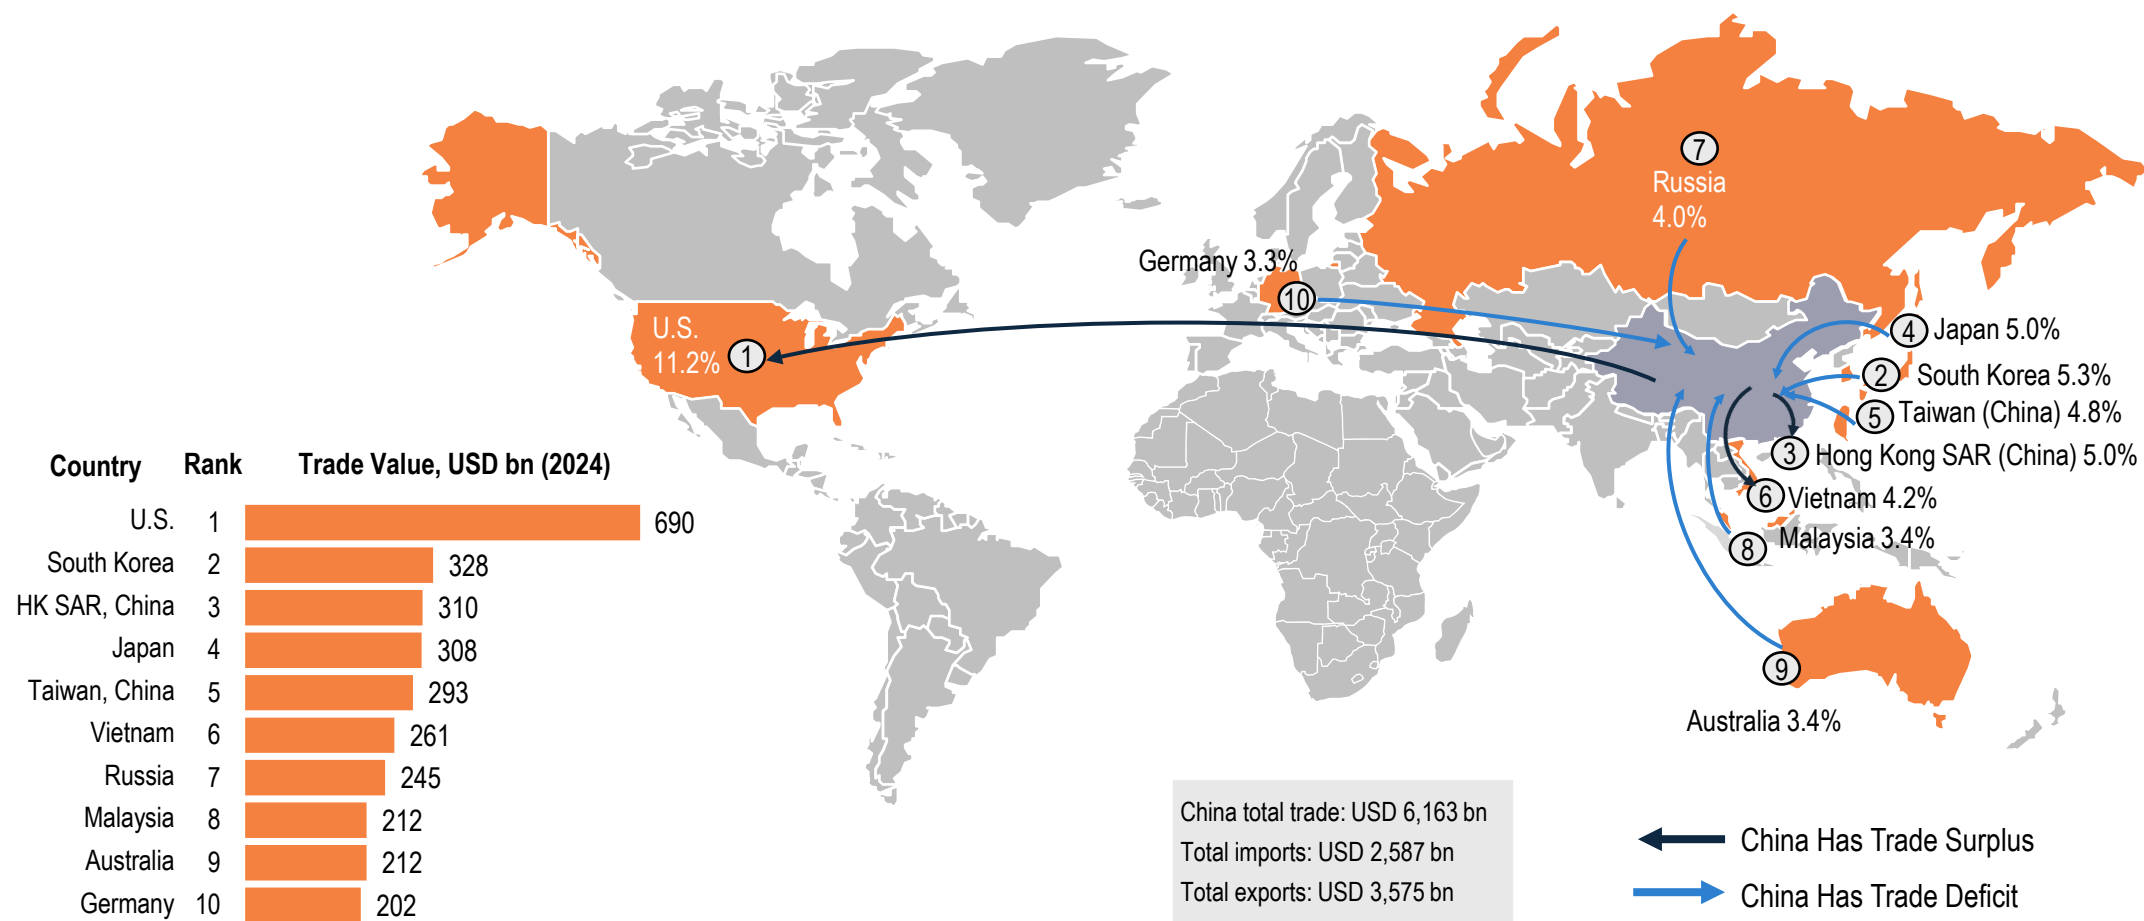 7
Russia
4.0%
Germany 3.3%
10
U.S.
11.2%
1
4 Japan 5.0%
2 South Korea 5.3%
5 Taiwan (China) 4.8%
3 Hong Kong SAR (China) 5.0%
6 Vietnam 4.2%
8 Malaysia 3.4%
9
Australia 3.4%
Country Rank Trade Value, USD bn (2024)
U.S. 1 690
South Korea 2 328
HK SAR, China 3 310
Japan 4 308
Taiwan, China 5 293
Vietnam 6 261
Russia 7 245
Malaysia 8 212
Australia 9 212
Germany 10 202
China total trade: USD 6,163 bn
Total imports: USD 2,587 bn
Total exports: USD 3,575 bn
China Has Trade Surplus
China Has Trade Deficit